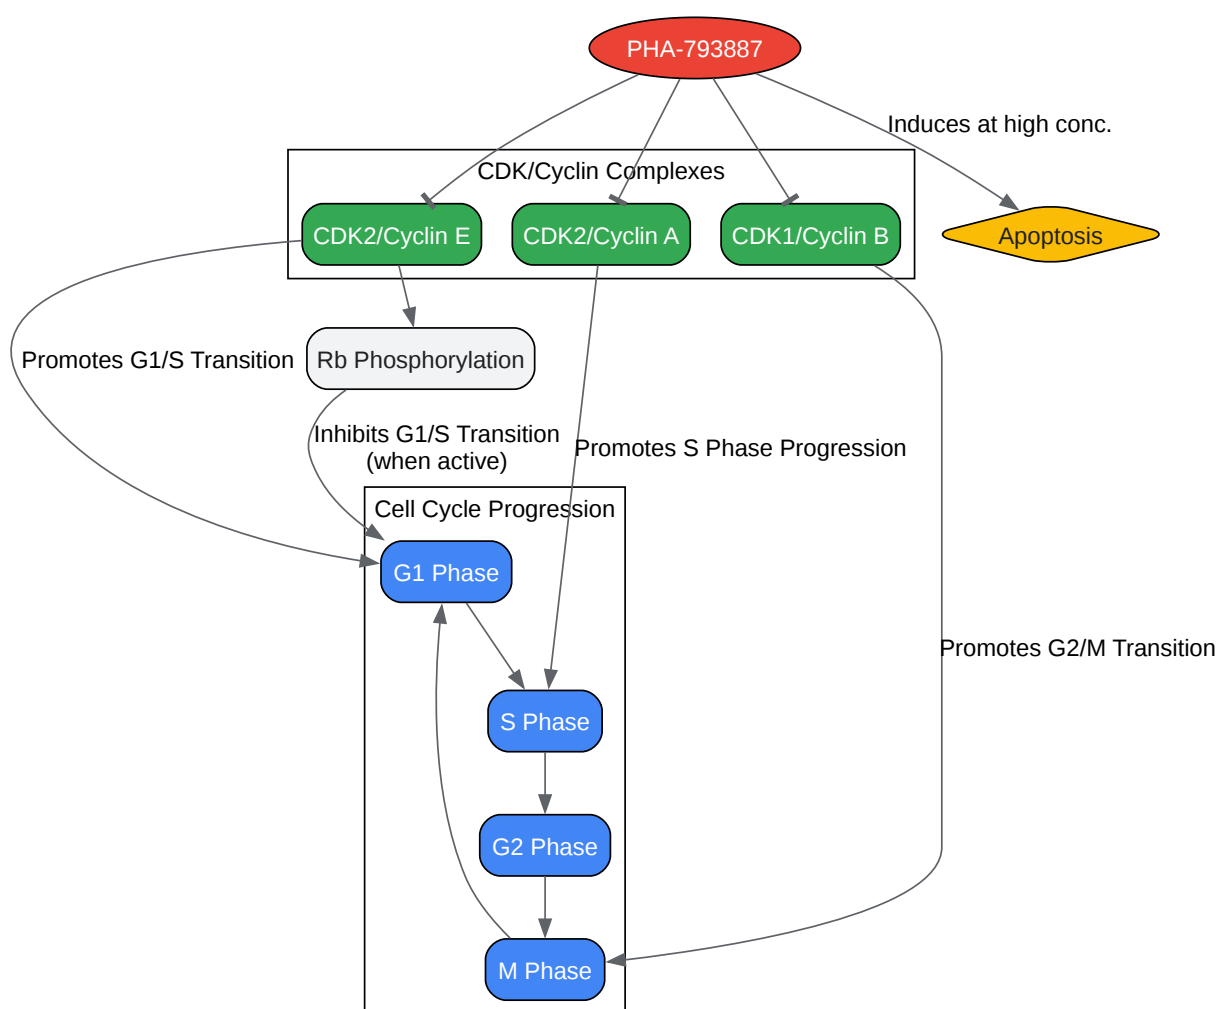 PHA-793887
Induces at high conc.
CDK/Cyclin Complexes
CDK2/Cyclin E
CDK2/Cyclin A
CDK1/Cyclin B
Apoptosis
Promotes G1/S Transition
Rb Phosphorylation
Inhibits G1/S Transition
(when active)
Promotes S Phase Progression
Cell Cycle Progression
G1 Phase
Promotes G2/M Transition
S Phase
G2 Phase
M Phase